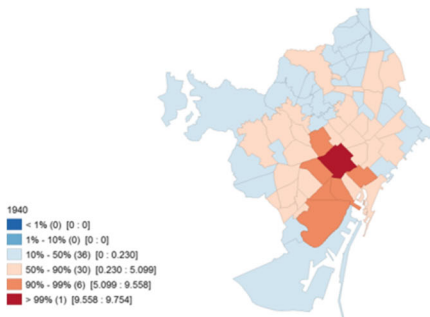 1940
< 1% (0) [0 : 0]
1% - 10% (0) [0 : 0]
10% - 50% (36) [0 : 0.230]
50% - 90% (30) [0.230 : 5.099]
90% - 99% (6) [5.099 : 9.558]
> 99% (1) [9.558 : 9.754]